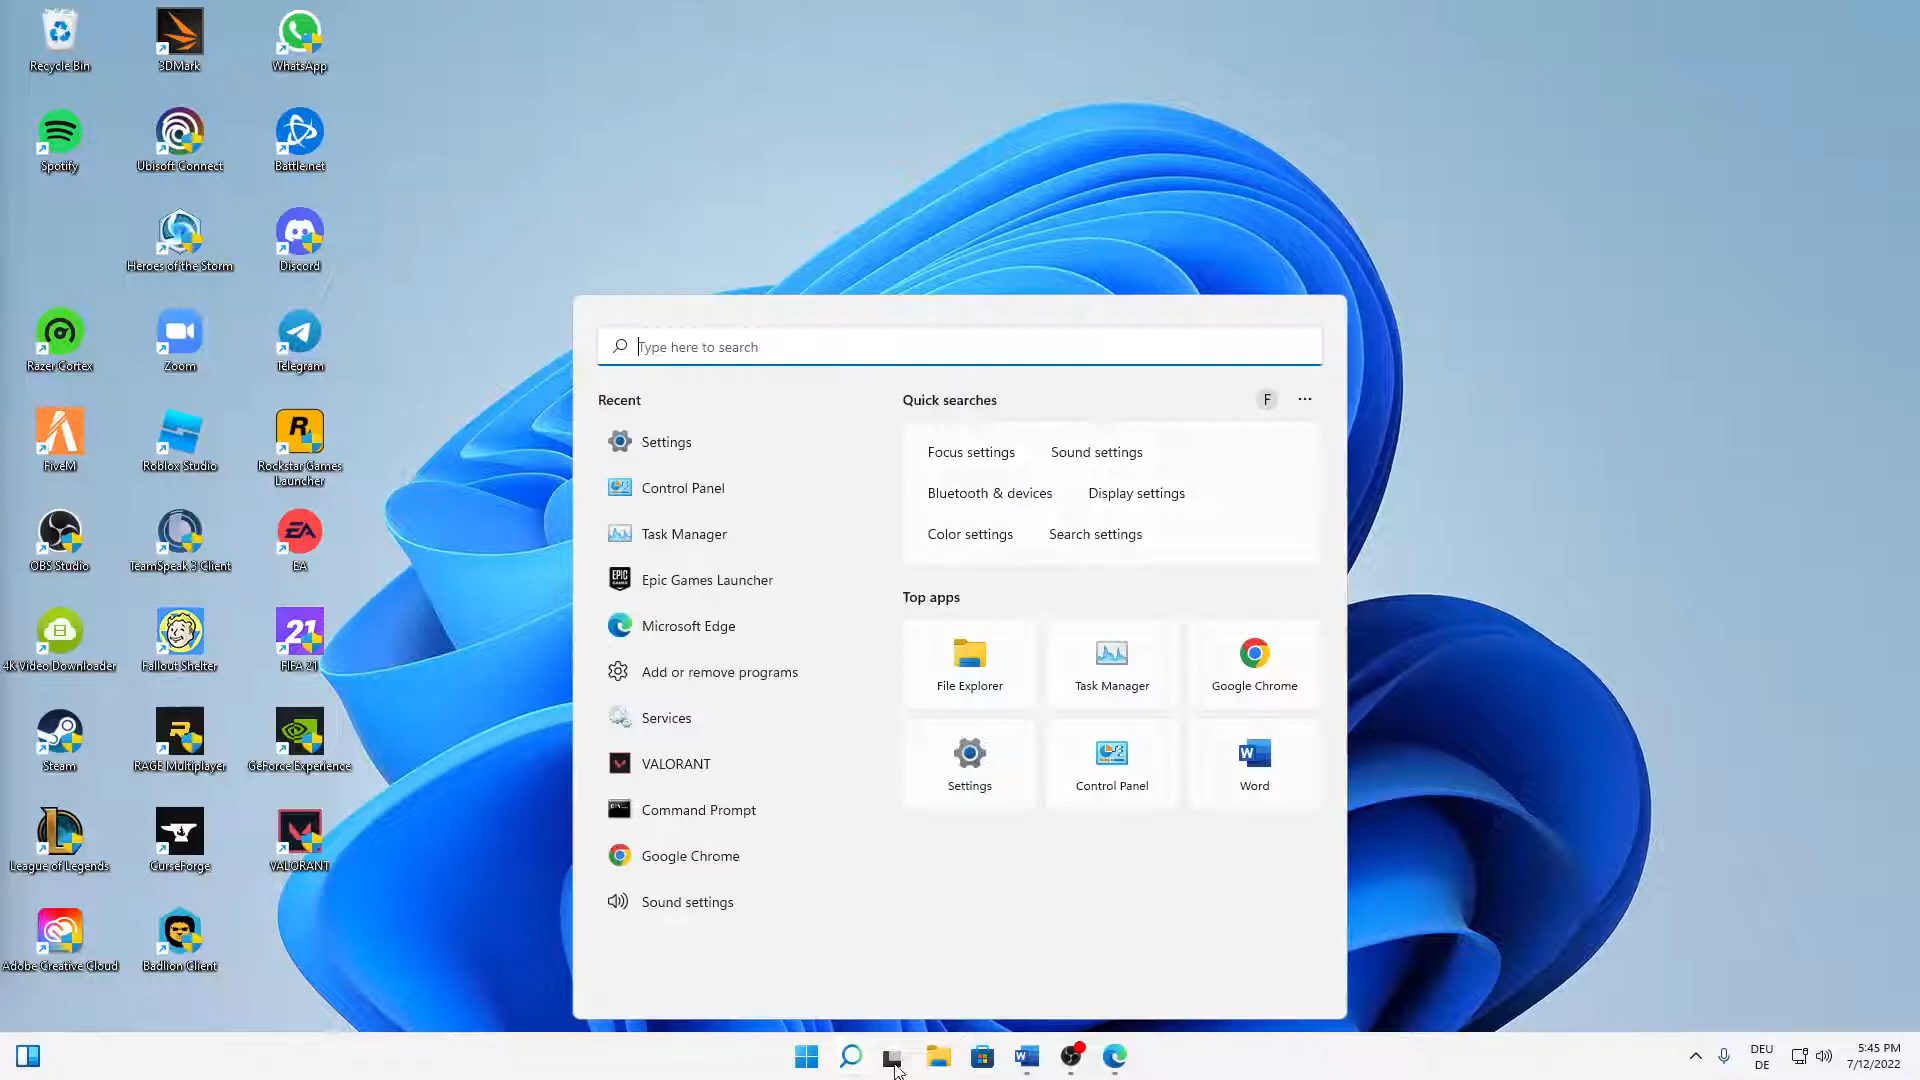 Recycle Bin
3DMark
WhatsApp
Spotify
Ubisoft Connect
Battle.net
Heroes of the Storm
Discord
Razer Cortex
Zoom
Telegram
FiveM
Roblox Studio
Rockstar Games
Launcher
OBS Studio
TeamSpeak 3 Client
EA
4K Video Downloader
Fallout Shelter
FIFA 21
Steam
RAGE Multiplayer
GeForce Experience
League of Legends
CurseForge
VALORANT
Adobe Creative Cloud
Badlion Client
Type here to search
Recent
Settings
Control Panel
Task Manager
Epic Games Launcher
Microsoft Edge
Add or remove programs
Services
VALORANT
Command Prompt
Google Chrome
Sound settings
Quick searches
F
Focus settings
Sound settings
Bluetooth & devices
Display settings
Color settings
Search settings
Top apps
File Explorer
Task Manager
Google Chrome
Settings
Control Panel
Word
DEU
DE
5:45 PM
7/12/2022